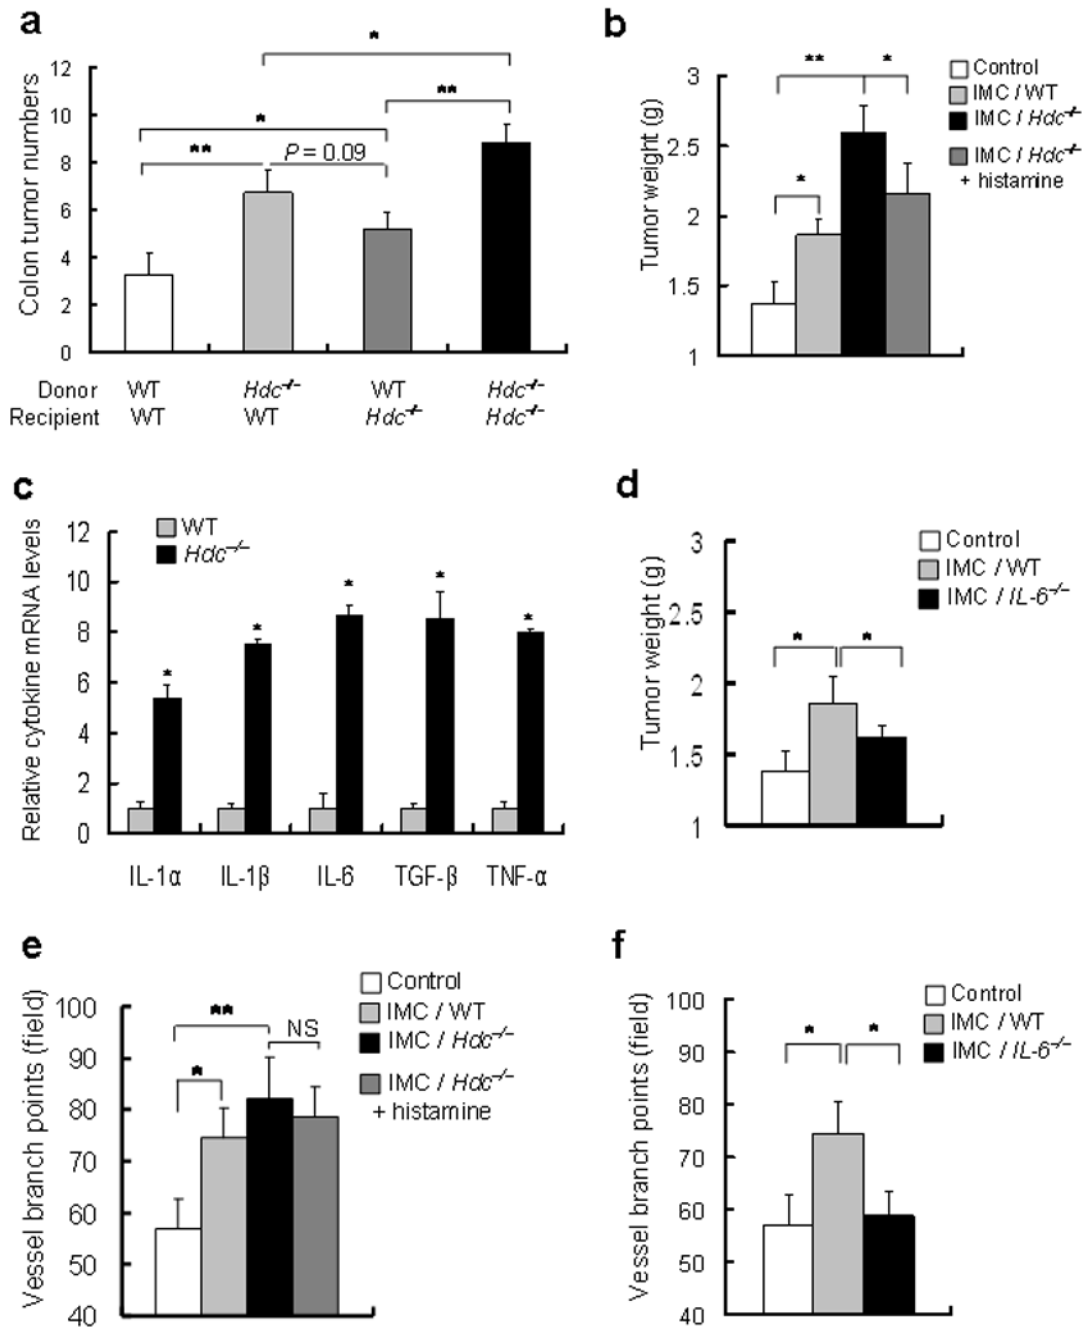 a
Colon tumor numbers
12
10
8
6
4
2
0
*
**
*
**
P = 0.09
Donor WT Hdc-/- WT Hdc-/-
Recipient WT WT Hdc-/- Hdc-/-
b
Tumor weight (g)
3
2.5
2
1.5
1
** *
*
Control
IMC / WT
IMC / Hdc-/-
IMC / Hdc-/-
+ histamine
c
Relative cytokine mRNA levels
12
10
8
6
4
2
0
WT
Hdc–/–
* * * * *
IL-1α IL-1β IL-6 TGF-β TNF-α
d
Tumor weight (g)
3
2.5
2
1.5
1
* *
Control
IMC / WT
IMC / IL-6–/–
e
Vessel branch points (field)
100
90
80
70
60
50
40
**
NS
*
Control
IMC / WT
IMC / Hdc–/–
IMC / Hdc–/–
+ histamine
f
Vessel branch points (field)
100
90
80
70
60
50
40
* *
Control
IMC / WT
IMC / IL-6–/–